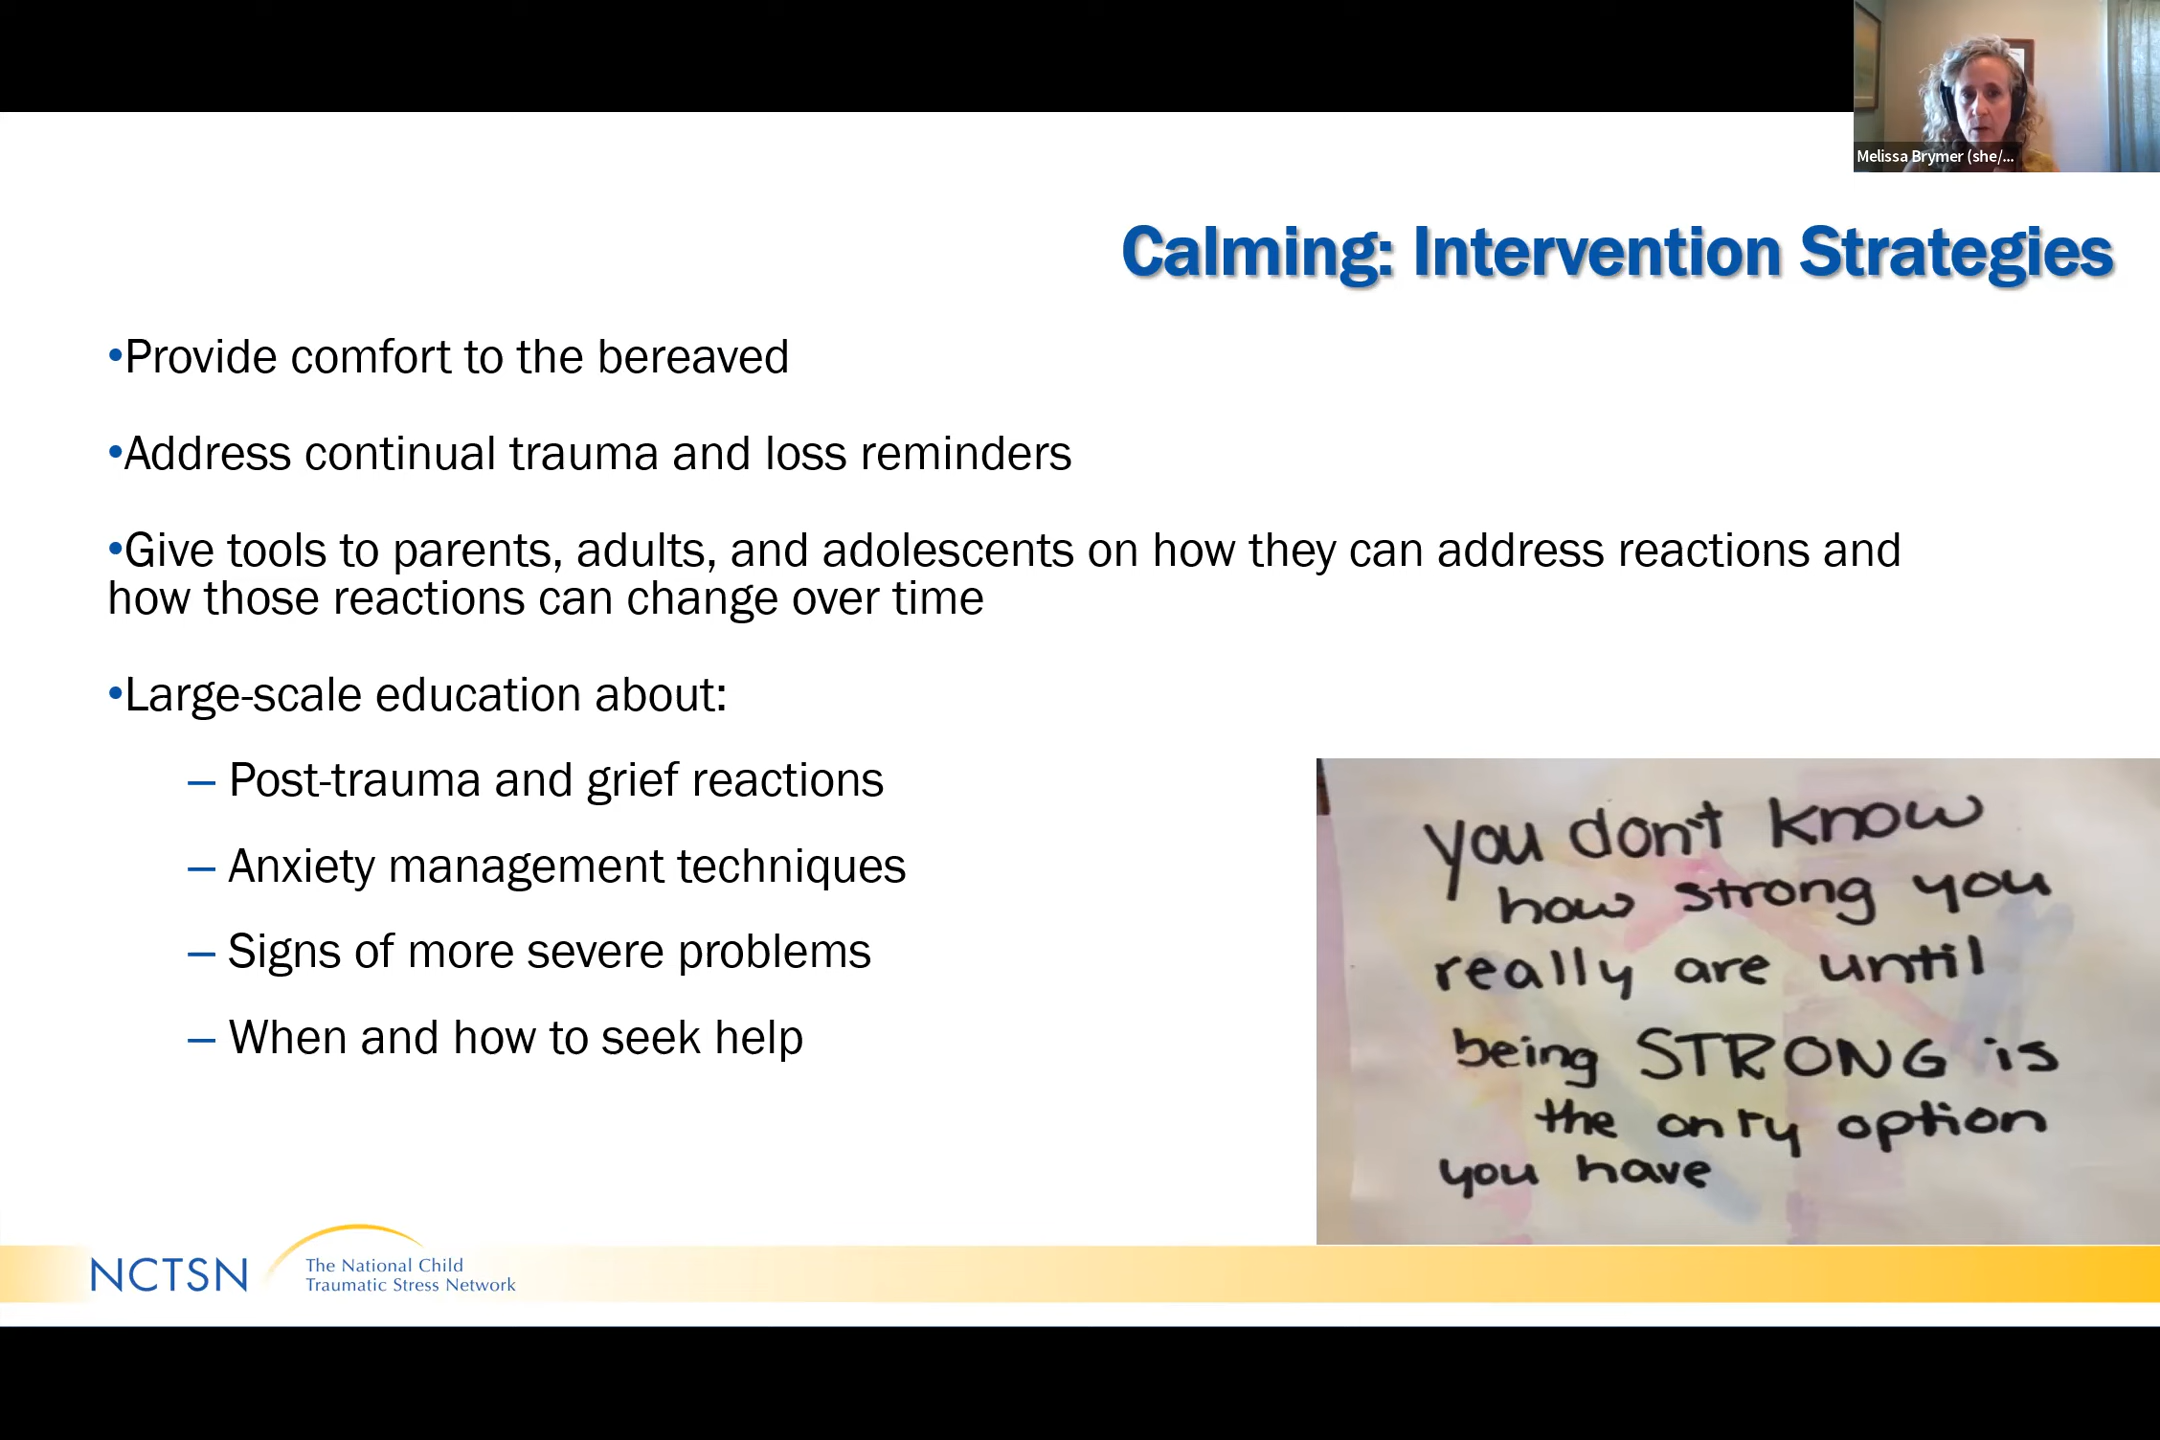 Melissa Brymer (she/...
Calming: Intervention Strategies
•Provide comfort to the bereaved
•Address continual trauma and loss reminders
•Give tools to parents, adults, and adolescents on how they can address reactions and
how those reactions can change over time
•Large-scale education about:
– Post-trauma and grief reactions
– Anxiety management techniques
– Signs of more severe problems
– When and how to seek help
you don't know
how strong you
really are until
being STRONG is
the only option
you have
NCTSN
The National Child
Traumatic Stress Network